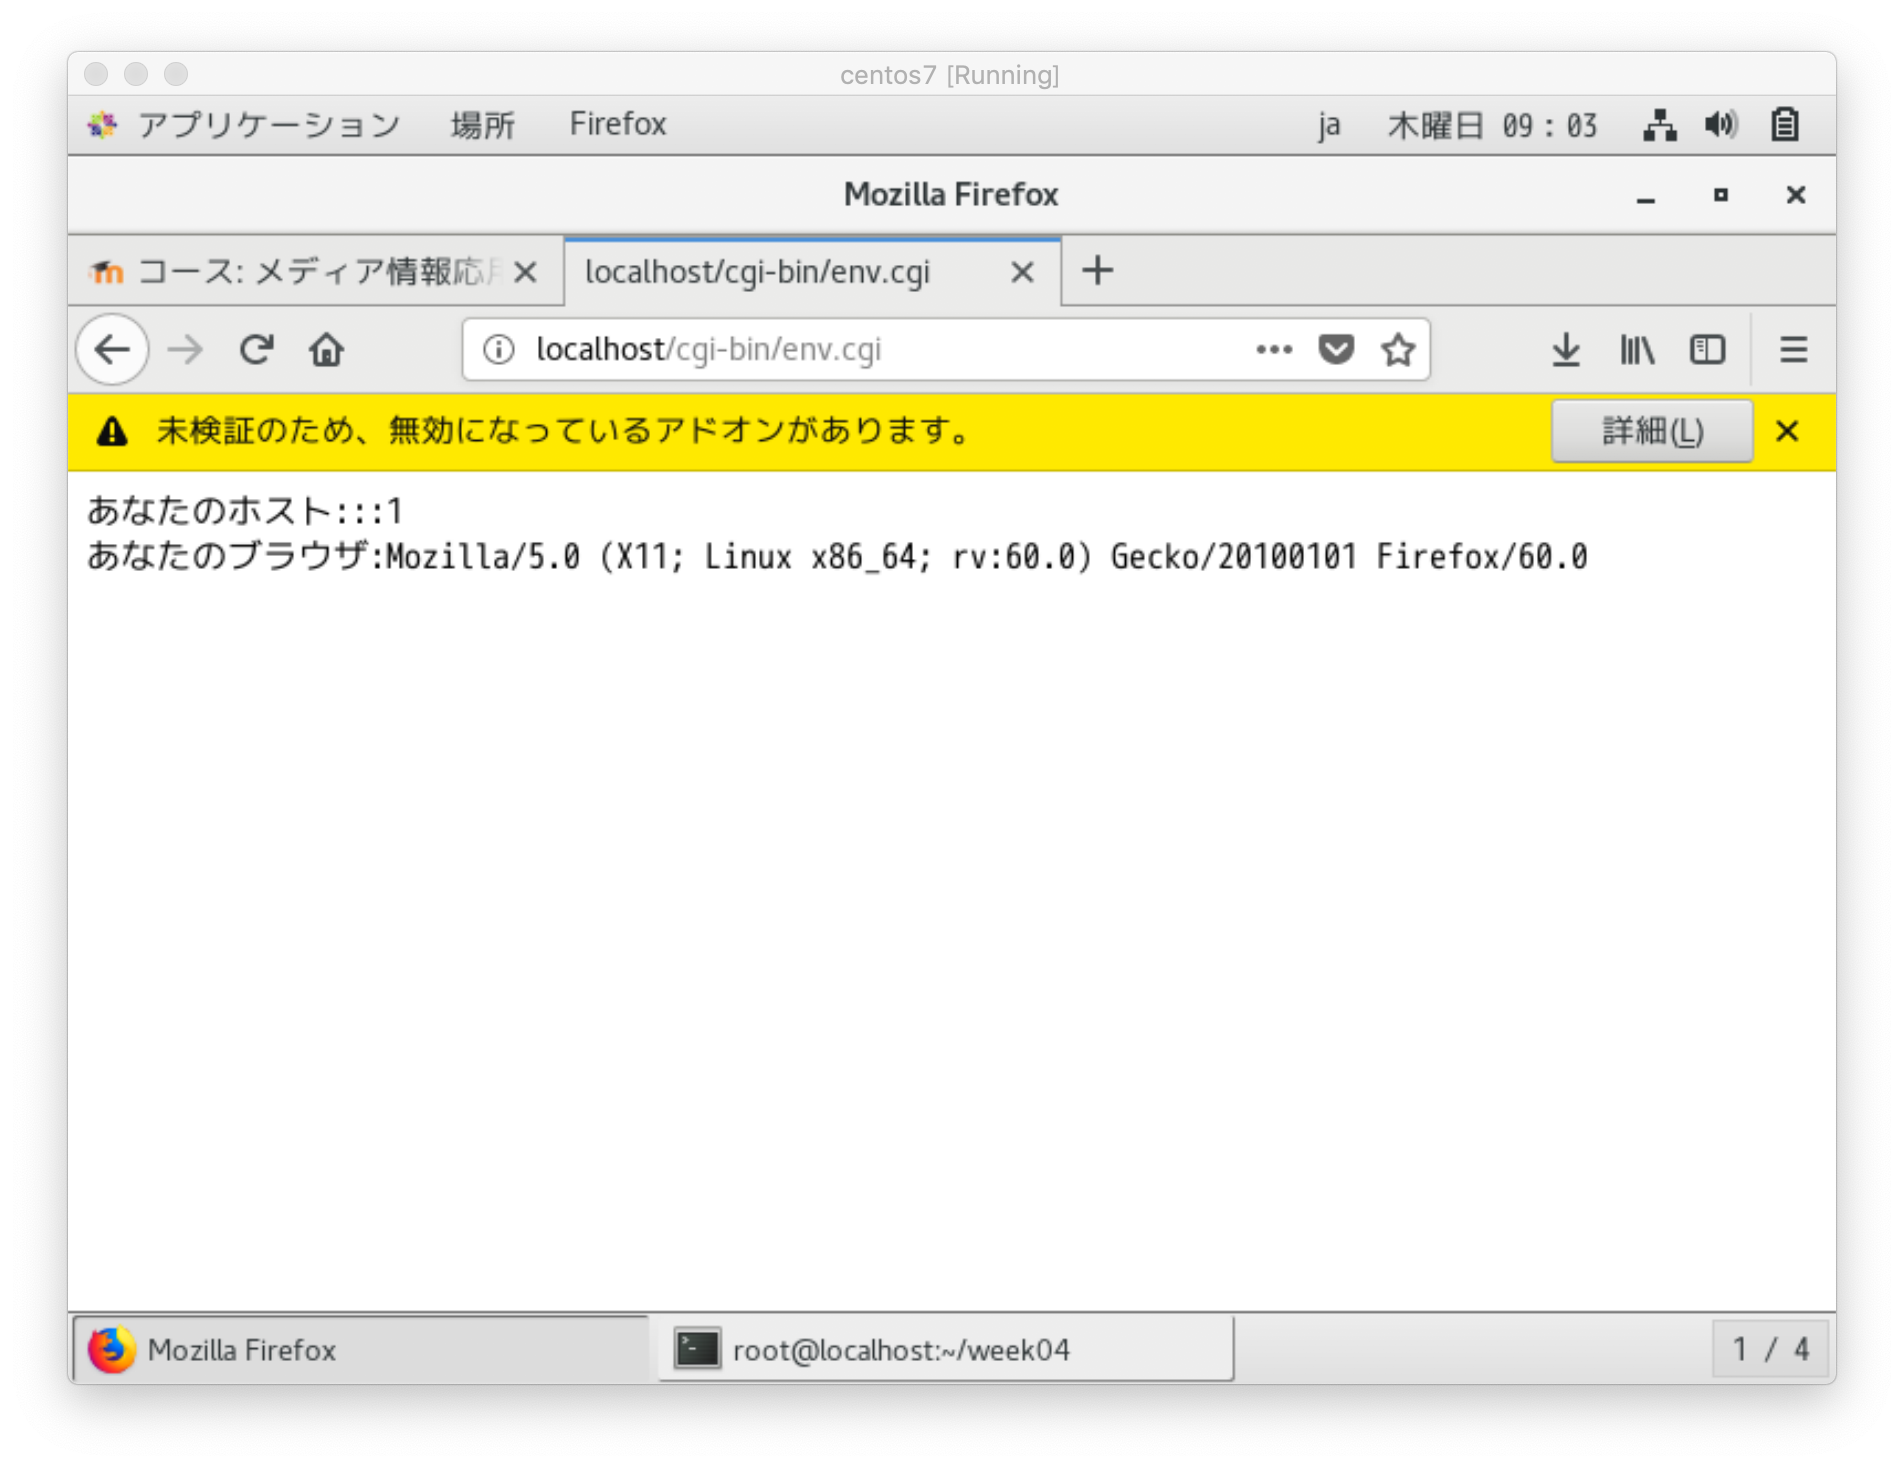 centos7 [Running]
アプリケーション 場所 Firefox ja 木曜日 09：03
Mozilla Firefox
コース: メディア情報応 localhost/cgi-bin/env.cgi
localhost/cgi-bin/env.cgi
未検証のため、無効になっているアドオンがあります。 詳細(L)
あなたのホスト:::1
あなたのブラウザ:Mozilla/5.0 (X11; Linux x86_64; rv:60.0) Gecko/20100101 Firefox/60.0
Mozilla Firefox root@localhost:~/week04 1 / 4